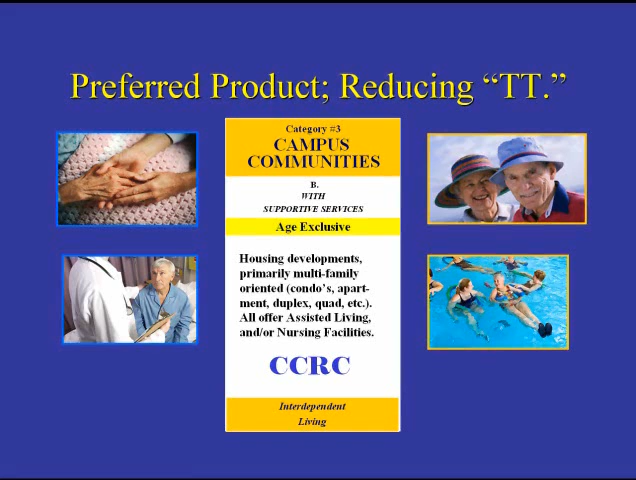 Preferred Product; Reducing “TT.”
Category #3
CAMPUS
COMMUNITIES
B.
WITH
SUPPORTIVE SERVICES
Age Exclusive
Housing developments,
primarily multi-family
oriented (condo’s, apart-
ment, duplex, quad, etc.).
All offer Assisted Living,
and/or Nursing Facilities.
CCRC
Interdependent
Living